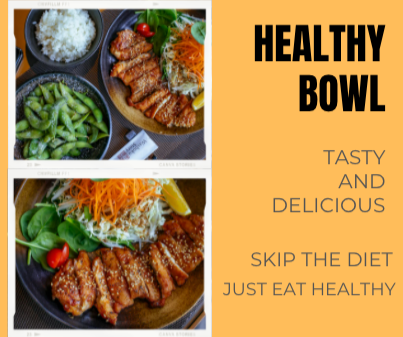 HEALTHY
BOWL
TASTY
AND
DELICIOUS
SKIP THE DIET
JUST EAT HEALTHY